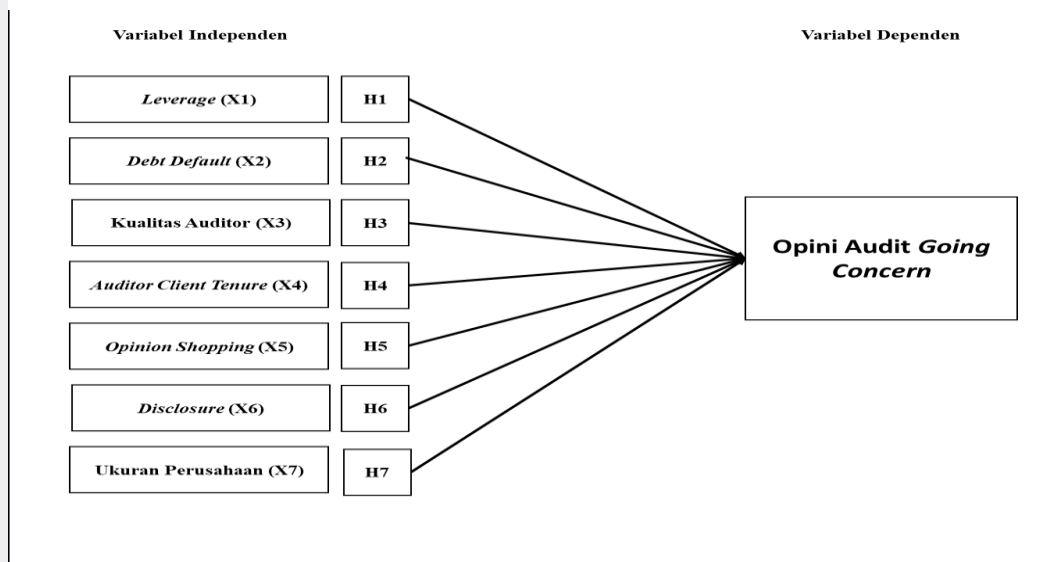 Variabel Independen
Variabel Dependen
Leverage (X1)
H1
Debt Default (X2)
H2
Kualitas Auditor (X3)
H3
Auditor Client Tenure (X4)
H4
Opinion Shopping (X5)
H5
Disclosure (X6)
H6
Ukuran Perusahaan (X7)
H7
Opini Audit Going
Concern